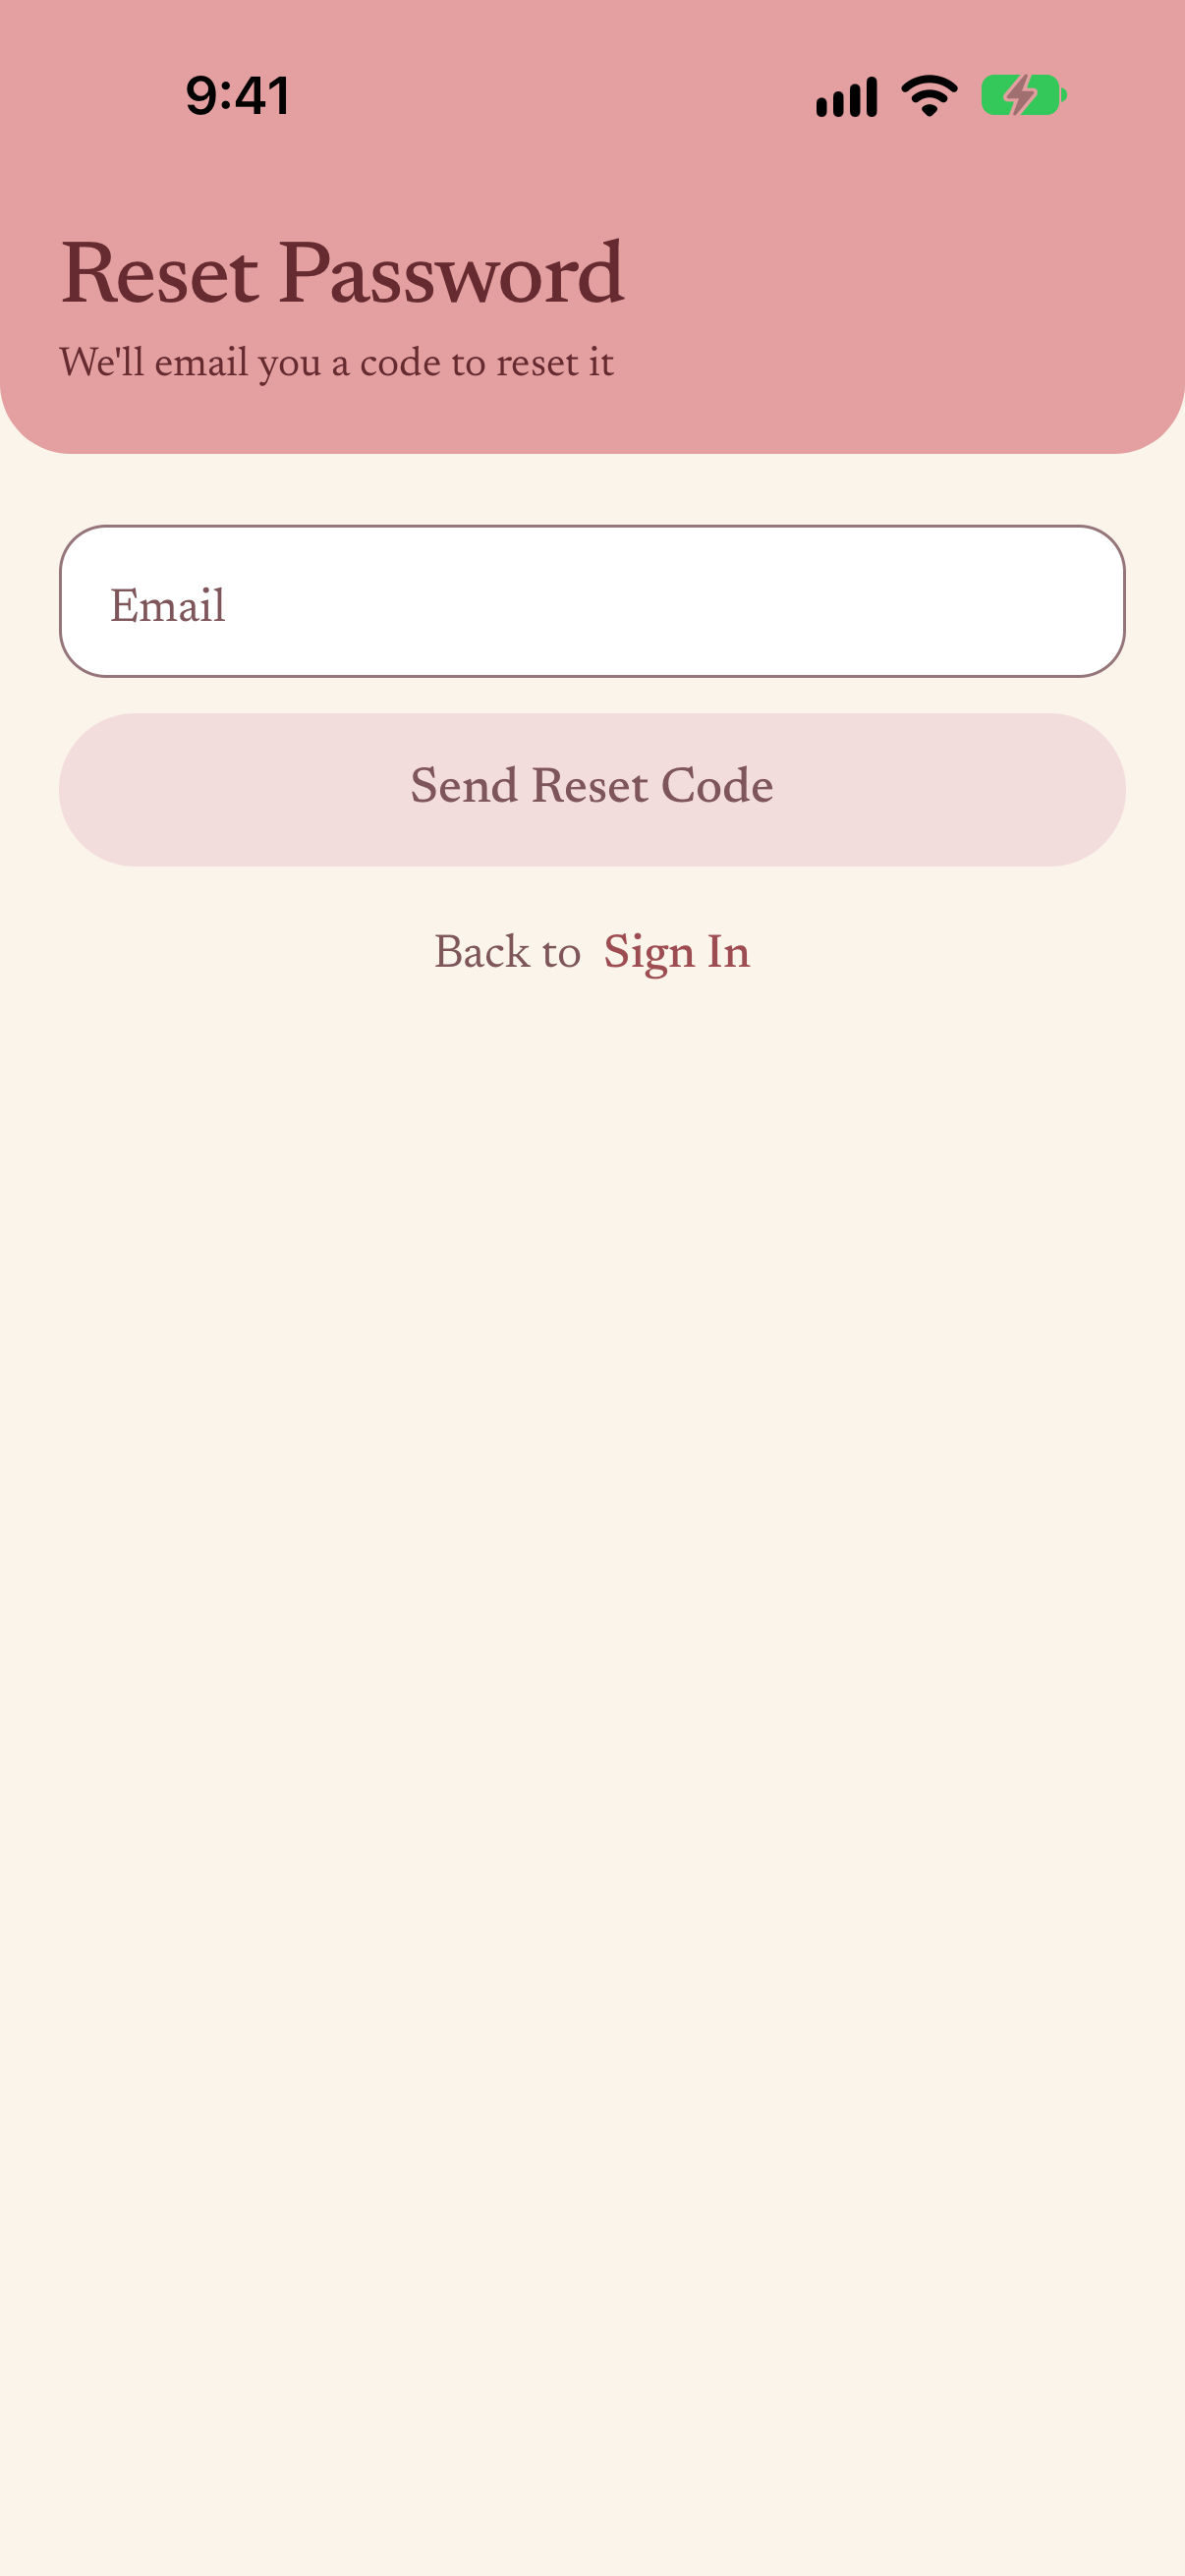 9:41
Reset Password
We'll email you a code to reset it
Email
Send Reset Code
Back to Sign In